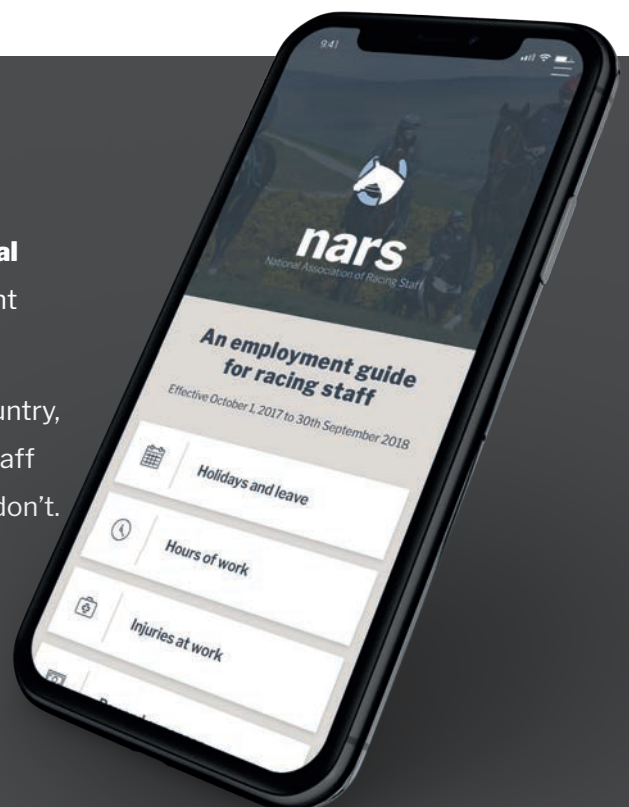 al
nt
untry,
aff
don't.
9:41
nars
National Association of Racing Staff
An employment guide
for racing staff
Effective October 1, 2017 to 30th September 2018
Holidays and leave
Hours of work
Injuries at work